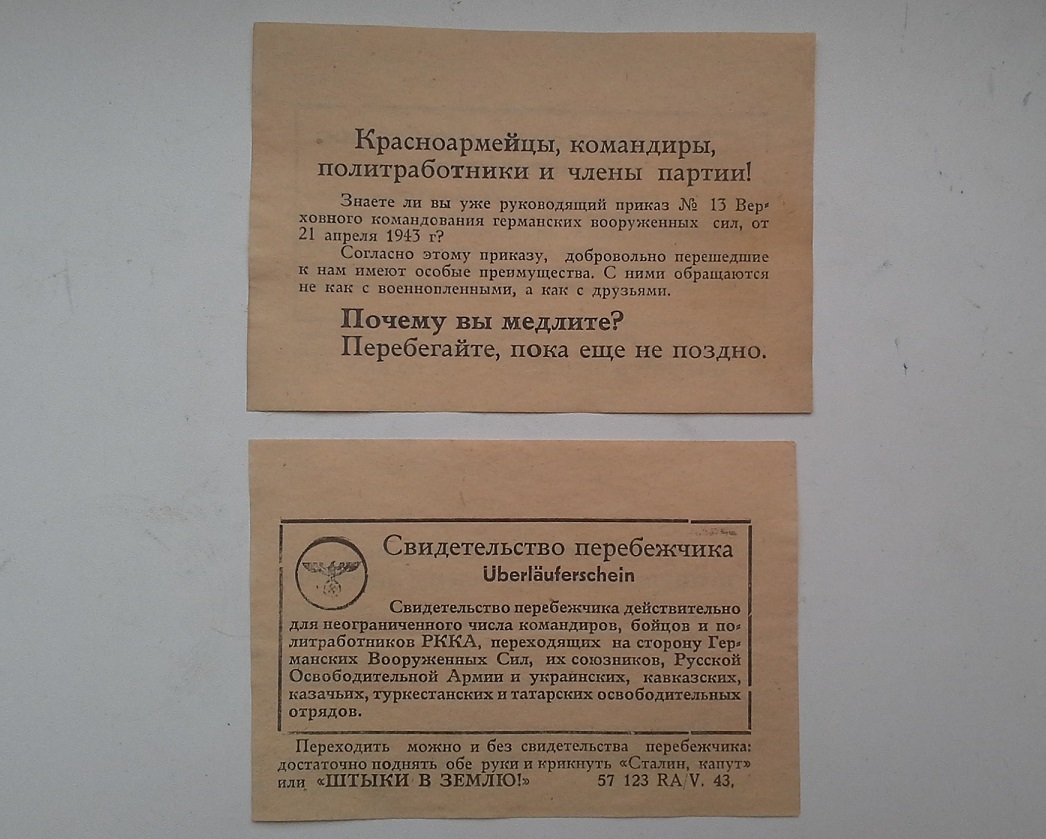 Красноармейцы, командиры,
политработники и члены партии!
Знаете ли вы уже руководящий приказ № 13 Вер-
ховного командования германских вооруженных сил, от
21 апреля 1943 г?
Согласно этому приказу, добровольно перешедшие
к нам имеют особые преимущества. С ними обращаются
не как с военнопленными, а как с друзьями.
Почему вы медлите?
Перебегайте, пока еще не поздно.
Свидетельство перебежчика
Überläuferschein
Свидетельство перебежчика действительно
для неограниченного числа командиров, бойцов и по-
литработников РККА, переходящих на сторону Гер-
манских Вооруженных Сил, их союзников, Русской
Освободительной Армии и украинских, кавказских,
казачьих, туркестанских и татарских освободительных
отрядов.
Переходить можно и без свидетельства перебежчика:
достаточно поднять обе руки и крикнуть «Сталин, капут»
или «ШТЫКИ В ЗЕМЛЮ!» 57 123 RA/V. 43.